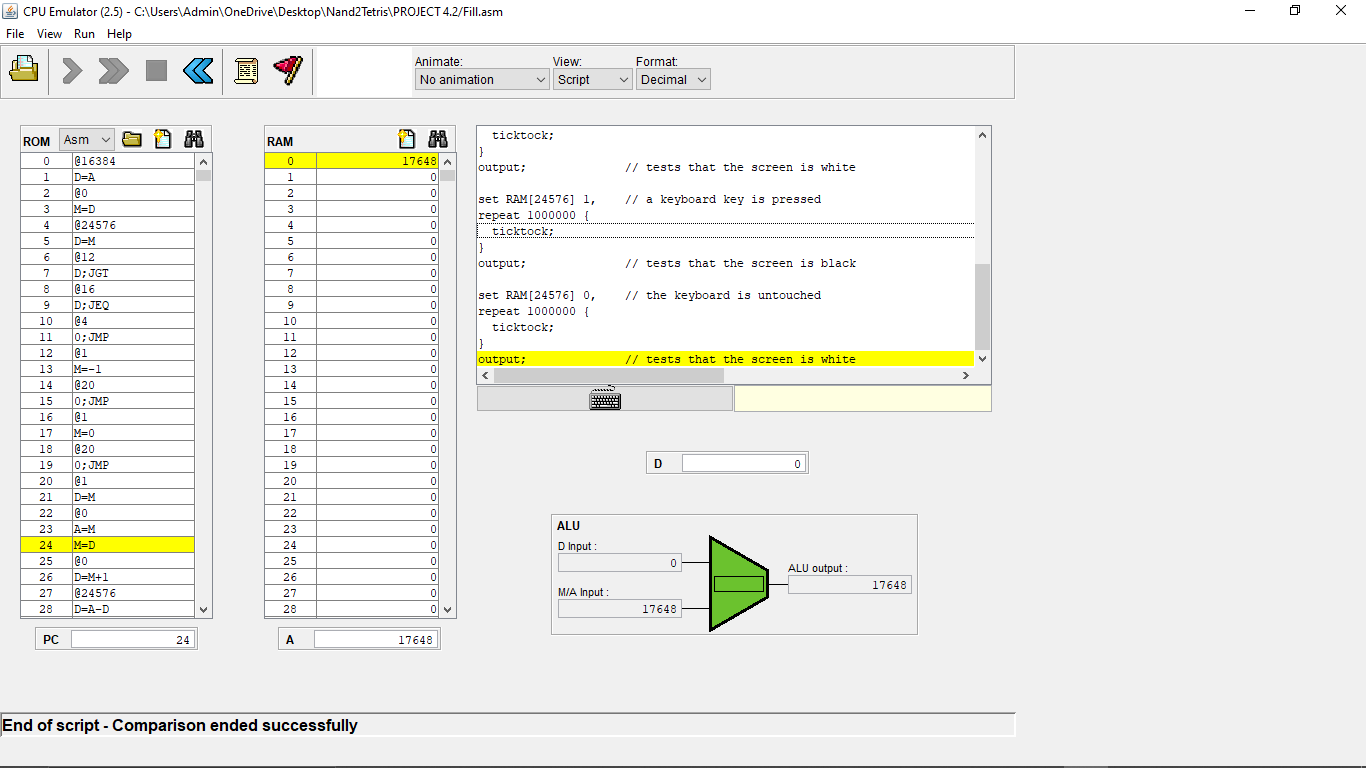 CPU Emulator (2.5) - C:\Users\Admin\OneDrive\Desktop\Nand2Tetris\PROJECT 4.2/Fill.asm
File View Run Help
Animate: View: Format:
No animation Script Decimal
ROM Asm
0 @16384
1 D=A
2 @0
3 M=D
4 @24576
5 D=M
6 @12
7 D;JGT
8 @16
9 D;JEQ
10 @4
11 0;JMP
12 @1
13 M=-1
14 @20
15 0;JMP
16 @1
17 M=0
18 @20
19 0;JMP
20 @1
21 D=M
22 @0
23 A=M
24 M=D
25 @0
26 D=M+1
27 @24576
28 D=A-D
PC 24
RAM
0 17648
1 0
2 0
3 0
4 0
5 0
6 0
7 0
8 0
9 0
10 0
11 0
12 0
13 0
14 0
15 0
16 0
17 0
18 0
19 0
20 0
21 0
22 0
23 0
24 0
25 0
26 0
27 0
28 0
A 17648
ticktock;
}
output; // tests that the screen is white
set RAM[24576] 1, // a keyboard key is pressed
repeat 1000000 {
ticktock;
}
output; // tests that the screen is black
set RAM[24576] 0, // the keyboard is untouched
repeat 1000000 {
ticktock;
}
output; // tests that the screen is white
D 0
ALU
D Input :
0
M/A Input :
17648
ALU output :
17648
End of script - Comparison ended successfully